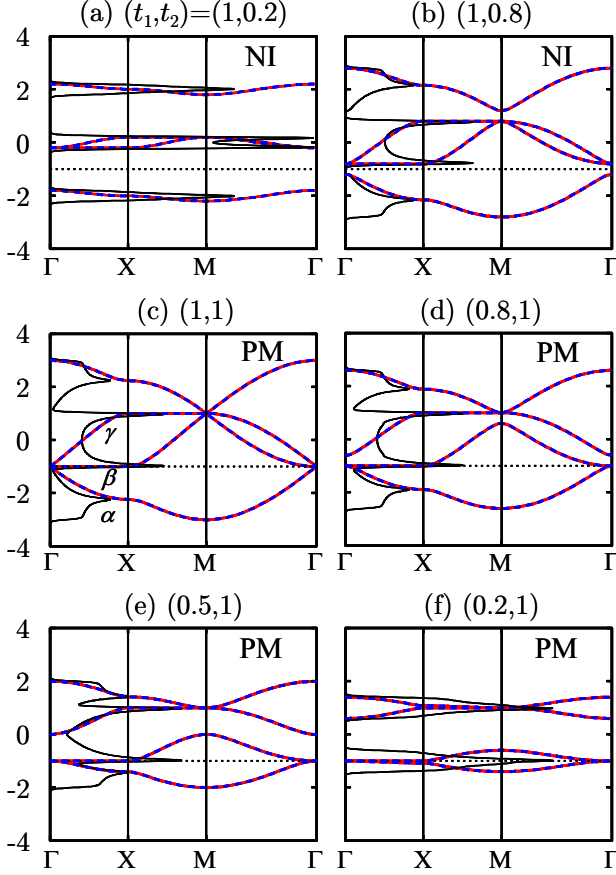 (a) (t₁,t₂)=(1,0.2) (b) (1,0.8)
4 NI NI
2
0
-2
-4
Γ X M Γ Γ X M Γ
(c) (1,1) (d) (0.8,1)
4 PM PM
2
γ
0
β
-2 α
-4
Γ X M Γ Γ X M Γ
(e) (0.5,1) (f) (0.2,1)
4 PM PM
2
0
-2
-4
Γ X M Γ Γ X M Γ